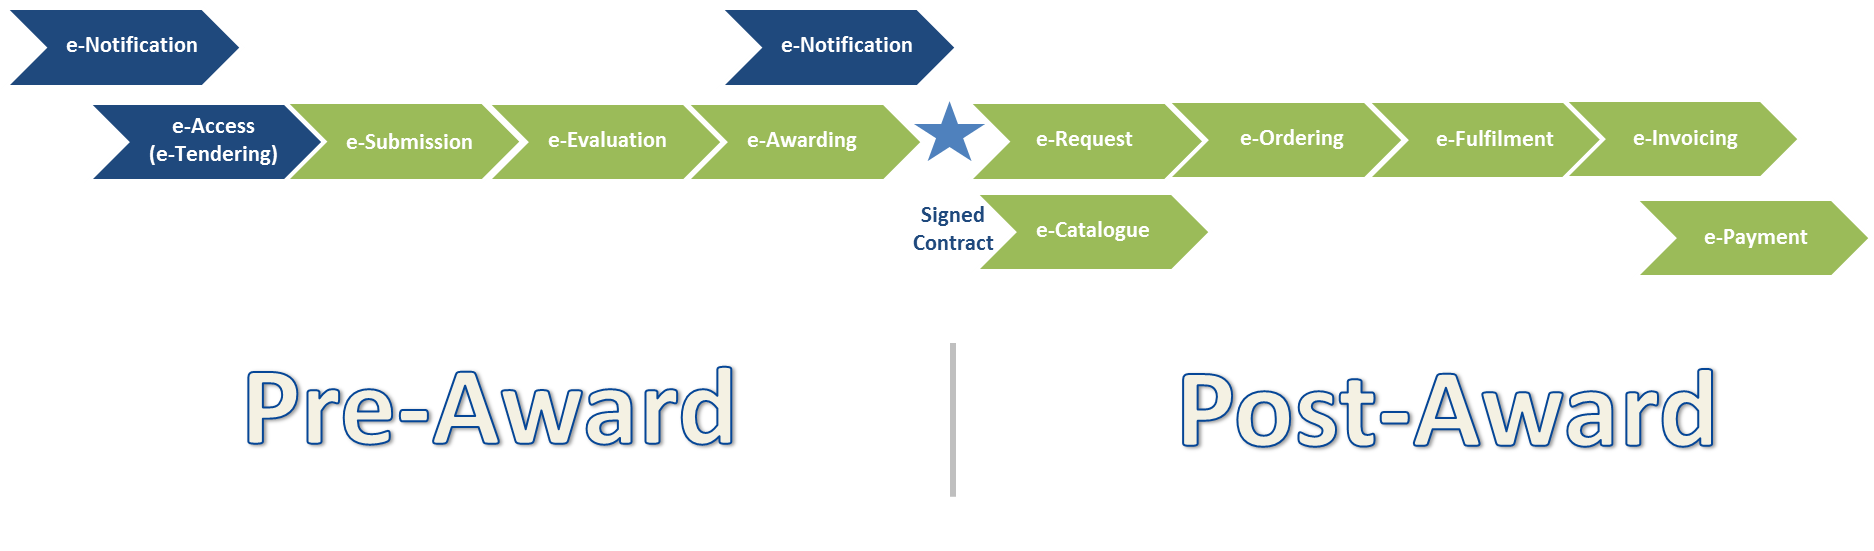 e-Notification
e-Notification
e-Access
(e-Tendering)
e-Submission
e-Evaluation
e-Awarding
e-Request
e-Ordering
e-Fulfilment
e-Invoicing
Signed
Contract
e-Catalogue
e-Payment
Pre-Award
Post-Award